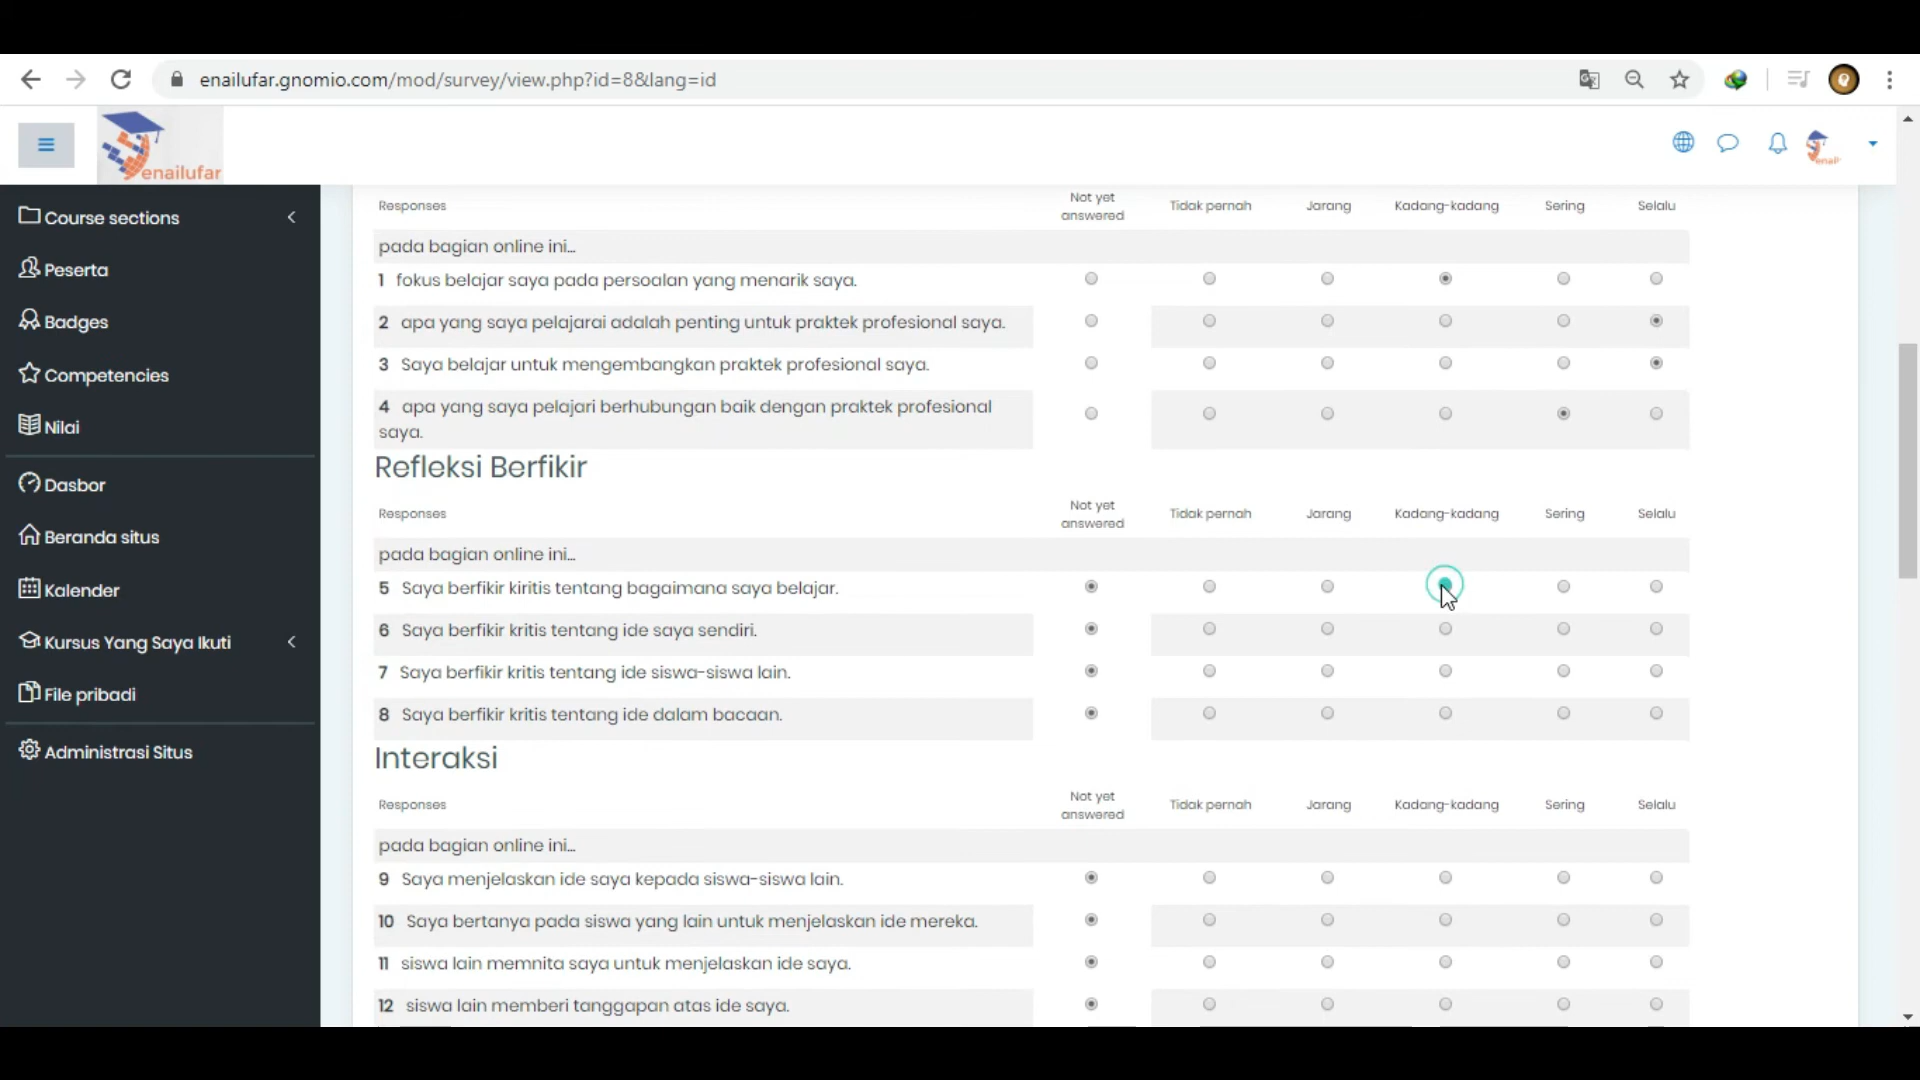 enailufar.gnomio.com/mod/survey/view.php?id=8&lang=id
enailufar
enail
Course sections
Peserta
Badges
Competencies
Nilai
Dasbor
Beranda situs
Kalender
Kursus Yang Saya Ikuti
File pribadi
Administrasi Situs
Responses Not yet answered Tidak pernah Jarang Kadang-kadang Sering Selalu
pada bagian online ini...
1 fokus belajar saya pada persoalan yang menarik saya.
2 apa yang saya pelajarai adalah penting untuk praktek profesional saya.
3 Saya belajar untuk mengembangkan praktek profesional saya.
4 apa yang saya pelajari berhubungan baik dengan praktek profesional
saya.
Refleksi Berfikir
Responses Not yet answered Tidak pernah Jarang Kadang-kadang Sering Selalu
pada bagian online ini...
5 Saya berfikir kiritis tentang bagaimana saya belajar.
6 Saya berfikir kritis tentang ide saya sendiri.
7 Saya berfikir kritis tentang ide siswa-siswa lain.
8 Saya berfikir kritis tentang ide dalam bacaan.
Interaksi
Responses Not yet answered Tidak pernah Jarang Kadang-kadang Sering Selalu
pada bagian online ini...
9 Saya menjelaskan ide saya kepada siswa-siswa lain.
10 Saya bertanya pada siswa yang lain untuk menjelaskan ide mereka.
11 siswa lain memnita saya untuk menjelaskan ide saya.
12 siswa lain memberi tanggapan atas ide saya.